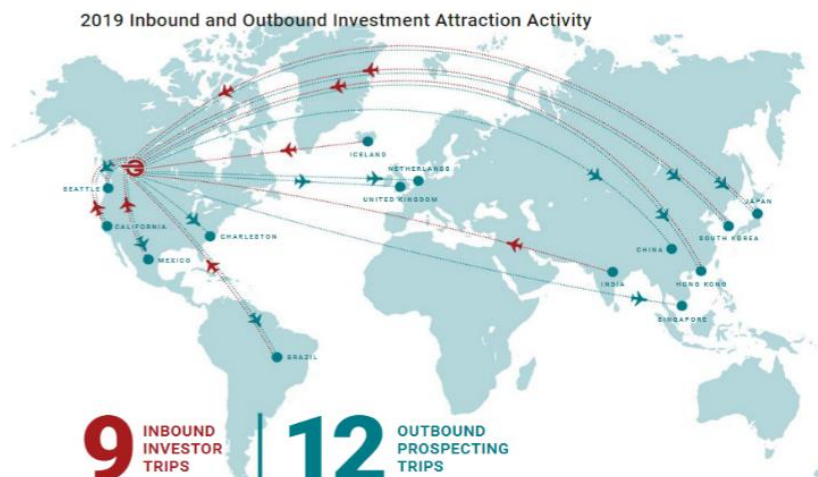 2019 Inbound and Outbound Investment Attraction Activity
ICELAND
NETHERLANDS
UNITED KINGDOM
SEATTLE
CALIFORNIA
CHARLESTON
MEXICO
JAPAN
SOUTH KOREA
CHINA
HONG KONG
INDIA
SINGAPORE
BRAZIL
9 INBOUND
INVESTOR
TRIPS
12 OUTBOUND
PROSPECTING
TRIPS